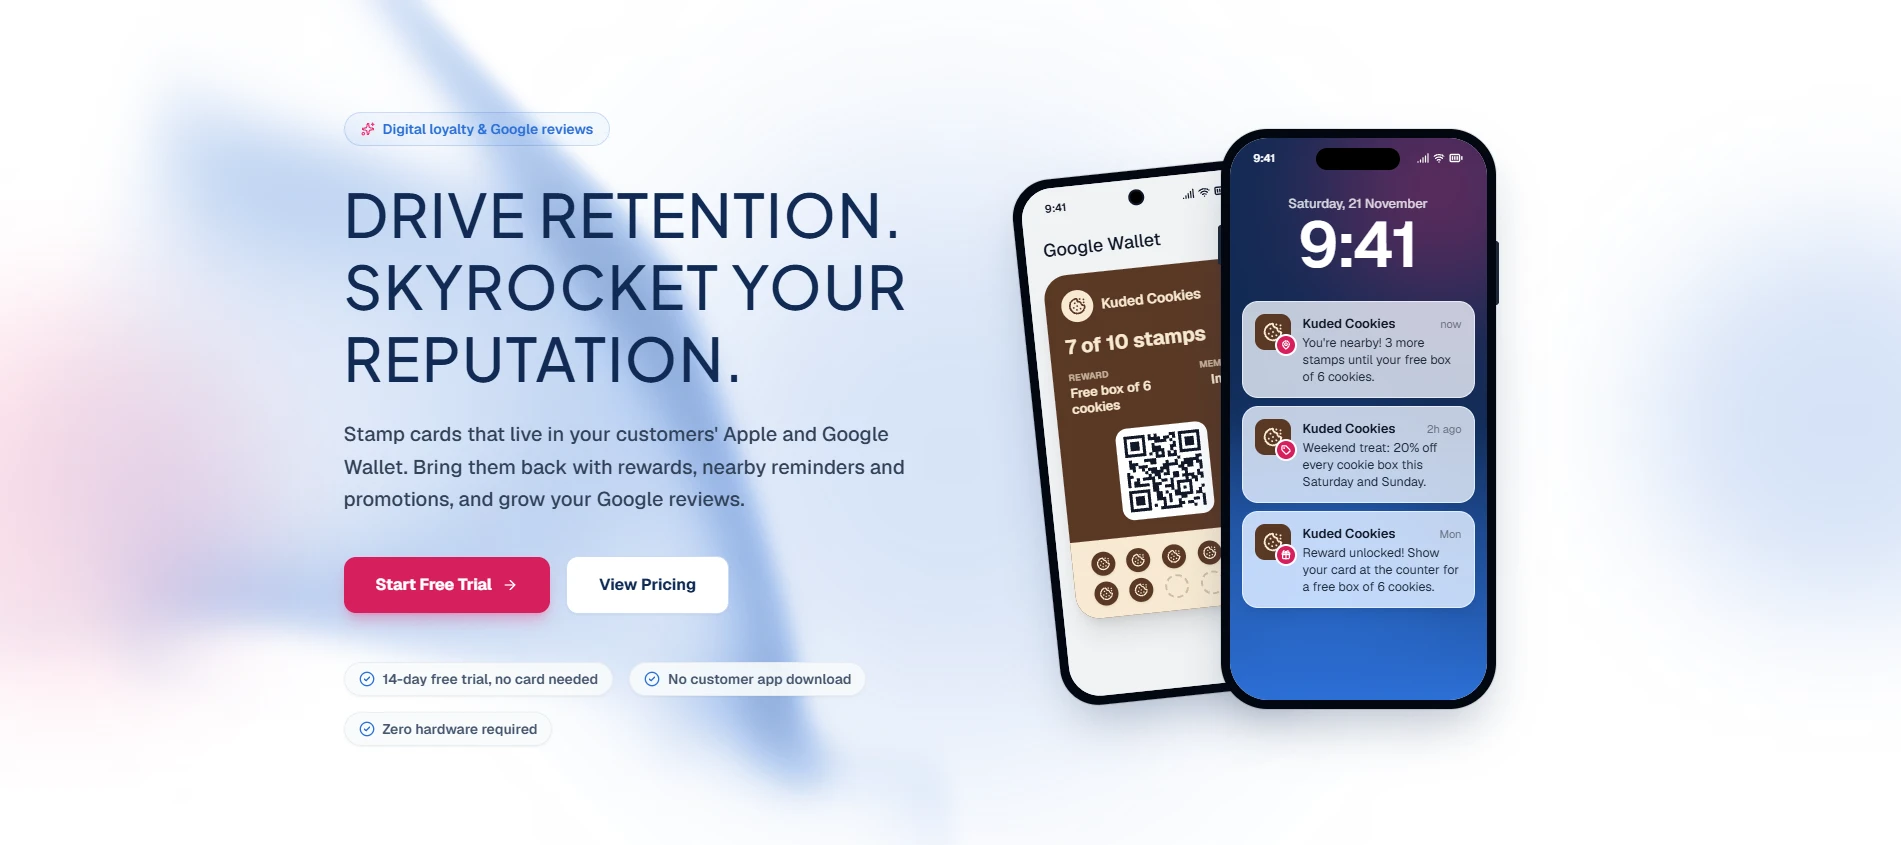 Digital loyalty & Google reviews
DRIVE RETENTION.
SKYROCKET YOUR
REPUTATION.
Stamp cards that live in your customers' Apple and Google
Wallet. Bring them back with rewards, nearby reminders and
promotions, and grow your Google reviews.
Start Free Trial
View Pricing
14-day free trial, no card needed
No customer app download
Zero hardware required
9:41
Google Wallet
Kuded Cookies
7 of 10 stamps
REWARD
Free box of 6
cookies
9:41
Saturday, 21 November
9:41
Kuded Cookies
now
You're nearby! 3 more
stamps until your free box
of 6 cookies.
Kuded Cookies
2h ago
Weekend treat: 20% off
every cookie box this
Saturday and Sunday.
Kuded Cookies
Mon
Reward unlocked! Show
your card at the counter for
a free box of 6 cookies.